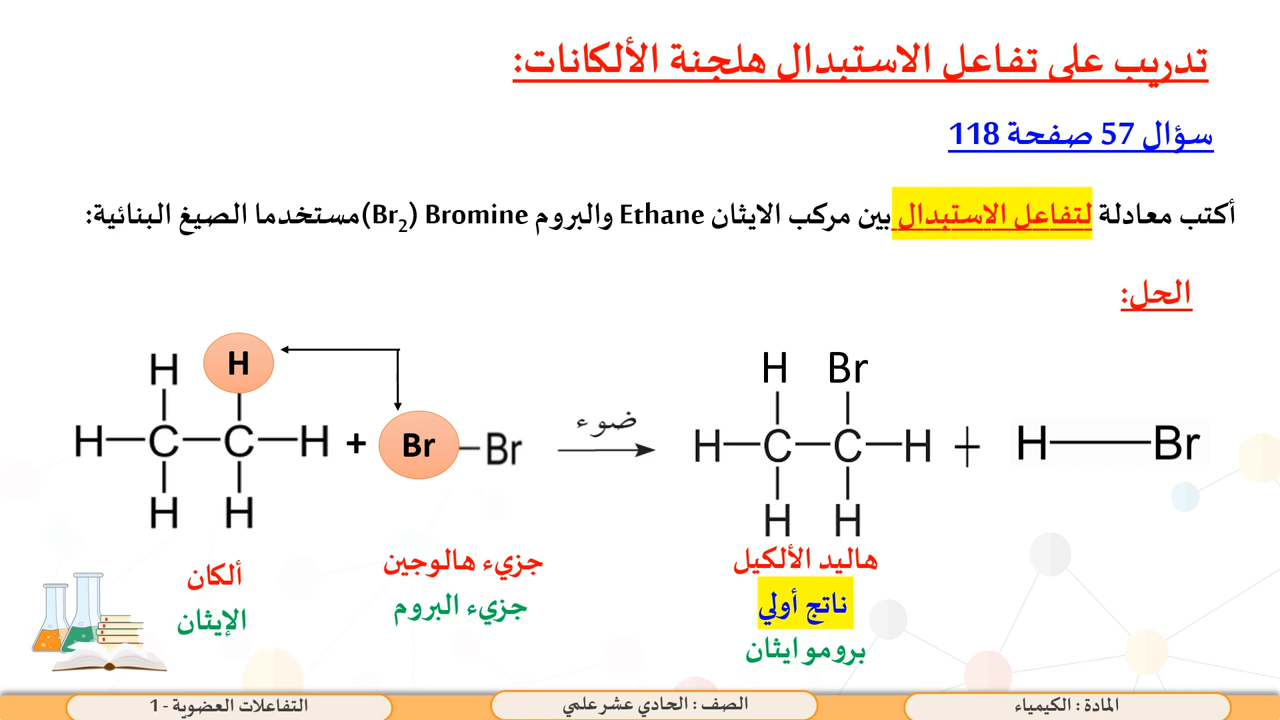 تدريب على تفاعل الاستبدال هلجنة الألكانات:
سؤال 57 صفحة 118
أكتب معادلة لتفاعل الاستبدال بين مركب الايثان Ethane والبروم Bromine (Br2) مستخدما الصيغ البنائية:
الحل:
H H H Br
H C C H + Br Br ضوء H C C H + H Br
H H H H
ألكان جزيء هالوجين هاليد الألكيل
الإيثان جزيء البروم ناتج أولي
برومو ايثان
المادة : الكيمياء
الصف : الحادي عشر علمي
التفاعلات العضوية - 1